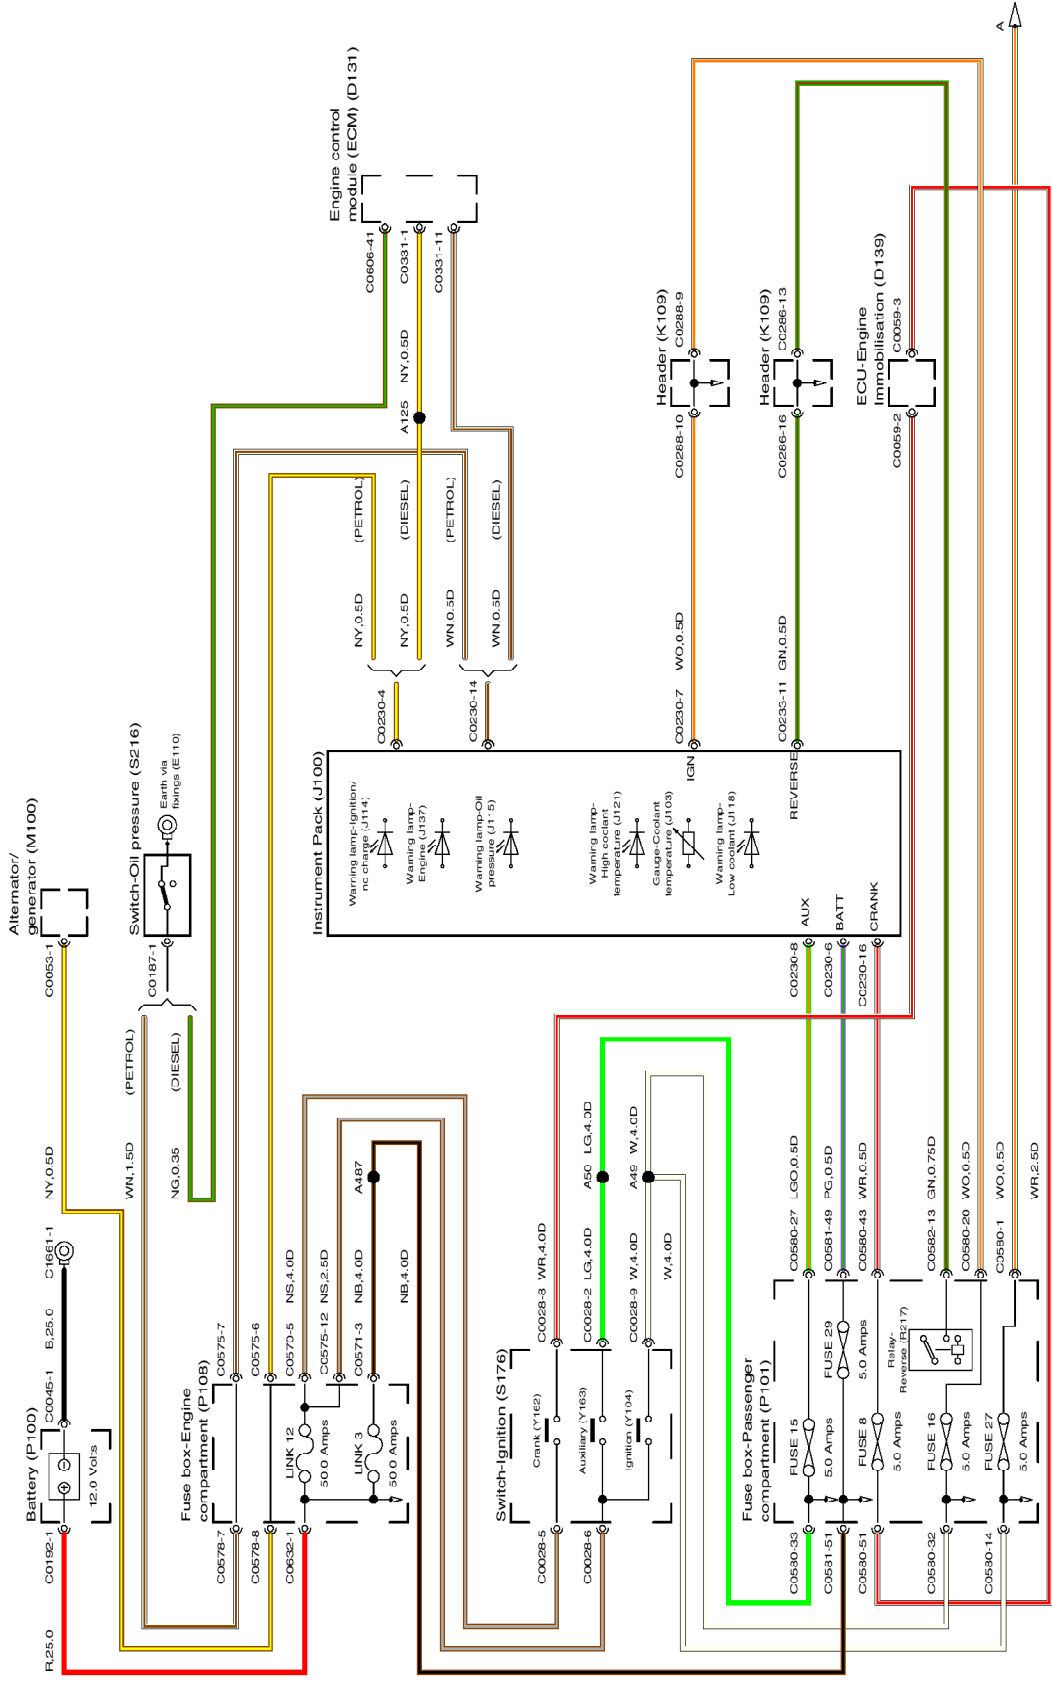 Battery (P100)
C0192-1
R,25.0
12.0 Volts
C0045-1
B,25.0
C1661-1
Alternator/
generator (M100)
C0053-1
NY,0.5D
Switch-Oil pressure (S216)
Earth via
fixings (E110)
C0187-1
(PETROL)
(DIESEL)
WN,1.5D
NG,0.35
Fuse box-Engine
compartment (P108)
C0578-7
C0578-8
C0632-1
C0575-7
C0575-6
C0570-5
NS,4.0D
C0575-12
NS,2.5D
C0571-3
NB,4.0D
NB,4.0D
A487
LINK 12
50.0 Amps
LINK 3
50.0 Amps
Engine control
module (ECM) (D131)
C0606-41
C0331-1
C0331-11
NY,0.5D
A125
(PETROL)
(DIESEL)
(PETROL)
(DIESEL)
NY,0.5D
NY,0.5D
WN,0.5D
WN,0.5D
C0230-4
C0230-14
Instrument Pack (J100)
Warning lamp-Ignition/
no charge (J114)
Warning lamp-
Engine (J137)
Warning lamp-Oil
pressure (J115)
Warning lamp-
High coolant
temperature (J121)
Gauge-Coolant
temperature (J103)
Warning lamp-
Low coolant (J118)
IGN
REVERSE
AUX
BATT
CRANK
C0230-7
WO,0.5D
C0233-11
GN,0.5D
C0230-8
C0230-6
C0230-16
Header (K109)
C0288-9
C0288-10
Header (K109)
C0286-13
C0286-16
ECU-Engine
Immobilisation (D139)
C0059-3
C0059-2
A
Switch-Ignition (S176)
Crank (Y162)
Auxiliary (Y163)
Ignition (Y104)
C0028-5
C0028-6
C0028-3
WR,4.0D
C0028-2
LG,4.0D
C0028-9
W,4.0D
W,4.0D
A50
LG,4.0D
A49
W,4.0D
Fuse box-Passenger
compartment (P101)
FUSE 15
5.0 Amps
FUSE 29
5.0 Amps
FUSE 8
5.0 Amps
Relay-
Reverse (R217)
FUSE 16
5.0 Amps
FUSE 27
5.0 Amps
C0580-33
C0581-51
C0580-51
C0580-32
C0580-14
C0580-27
LGO,0.5D
C0581-49
PG,0.5D
C0580-43
WR,0.5D
C0582-13
GN,0.75D
C0580-20
WO,0.5D
C0580-1
WO,0.5D
WR,2.5D